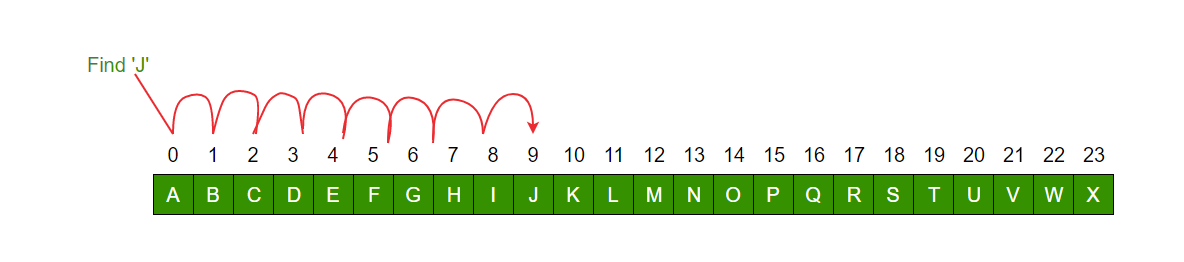 Find 'J'
0 1 2 3 4 5 6 7 8 9 10 11 12 13 14 15 16 17 18 19 20 21 22 23
A B C D E F G H I J K L M N O P Q R S T U V W X